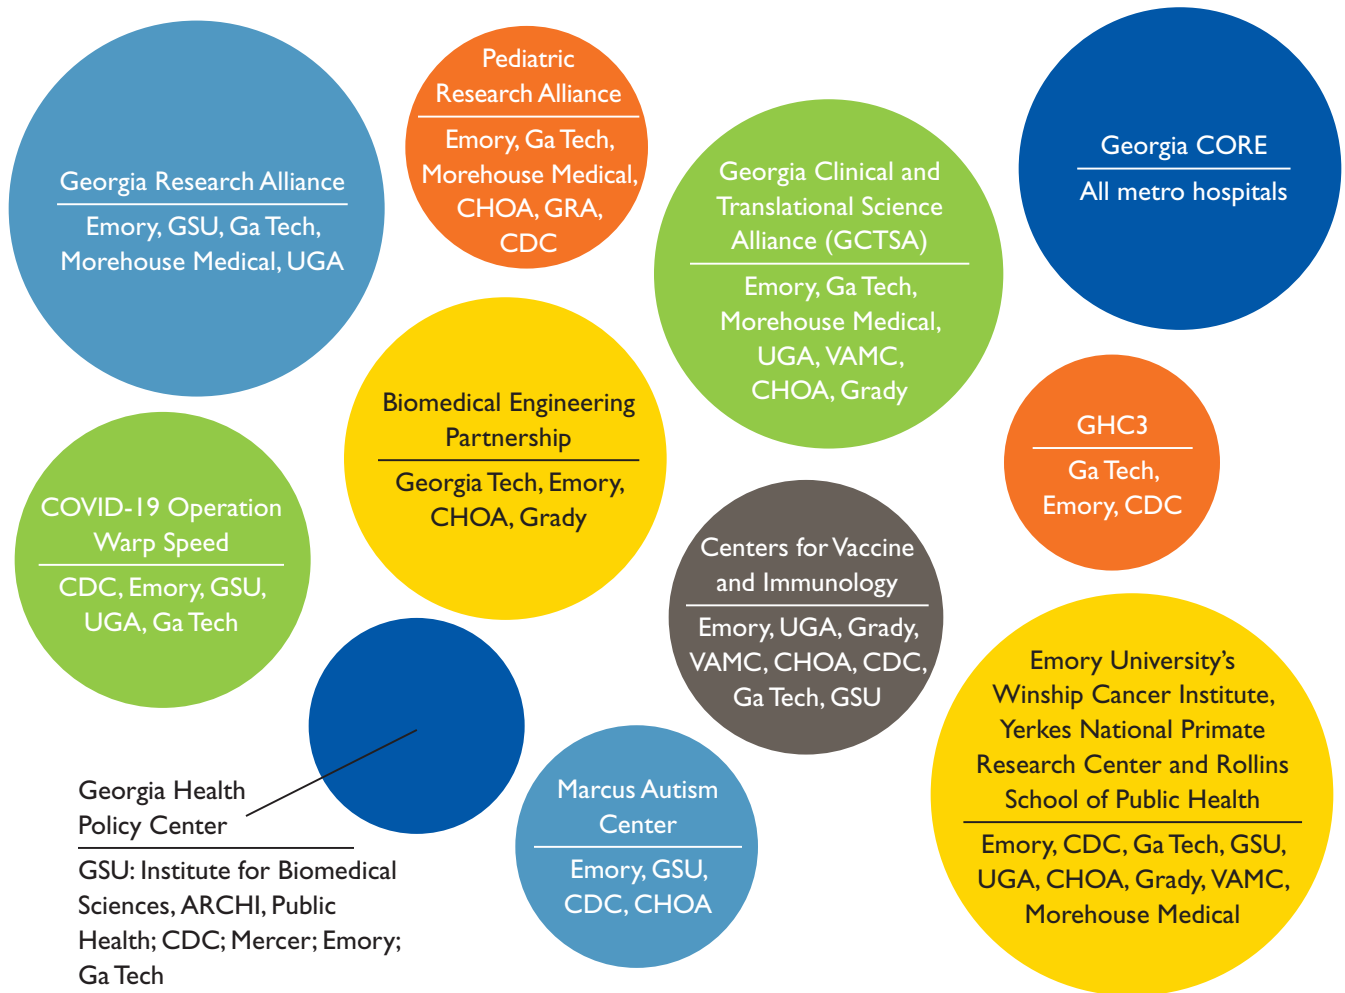 Georgia Research Alliance
Emory, GSU, Ga Tech,
Morehouse Medical, UGA
Pediatric
Research Alliance
Emory, Ga Tech,
Morehouse Medical,
CHOA, GRA,
CDC
Georgia Clinical and
Translational Science
Alliance (GCTSA)
Emory, Ga Tech,
Morehouse Medical,
UGA, VAMC,
CHOA, Grady
Georgia CORE
All metro hospitals
Biomedical Engineering
Partnership
Georgia Tech, Emory,
CHOA, Grady
GHC3
Ga Tech,
Emory, CDC
COVID-19 Operation
Warp Speed
CDC, Emory, GSU,
UGA, Ga Tech
Centers for Vaccine
and Immunology
Emory, UGA, Grady,
VAMC, CHOA, CDC,
Ga Tech, GSU
Emory University’s
Winship Cancer Institute,
Yerkes National Primate
Research Center and Rollins
School of Public Health
Emory, CDC, Ga Tech, GSU,
UGA, CHOA, Grady, VAMC,
Morehouse Medical
Georgia Health
Policy Center
GSU: Institute for Biomedical
Sciences, ARCHI, Public
Health; CDC; Mercer; Emory;
Ga Tech
Marcus Autism
Center
Emory, GSU,
CDC, CHOA